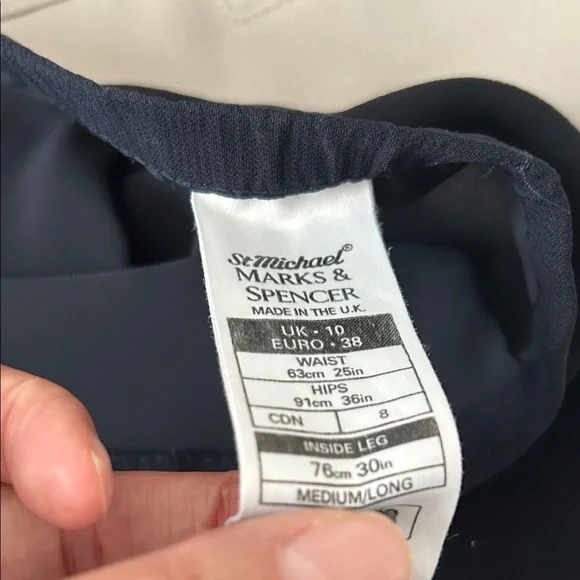 St Michael®
MARKS &
SPENCER
MADE IN THE U.K.
UK · 10
EURO · 38
WAIST
63cm 25in
HIPS
91cm 36in
CDN 8
INSIDE LEG
76cm 30in
MEDIUM/LONG